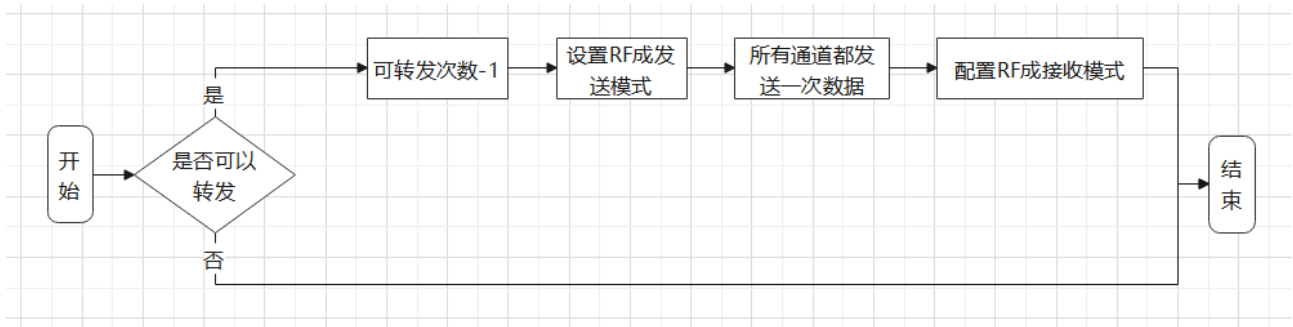 开
始
是否可以
转发
是
可转发次数-1
设置RF成发
送模式
所有通道都发
送一次数据
配置RF成接收模式
否
结
束